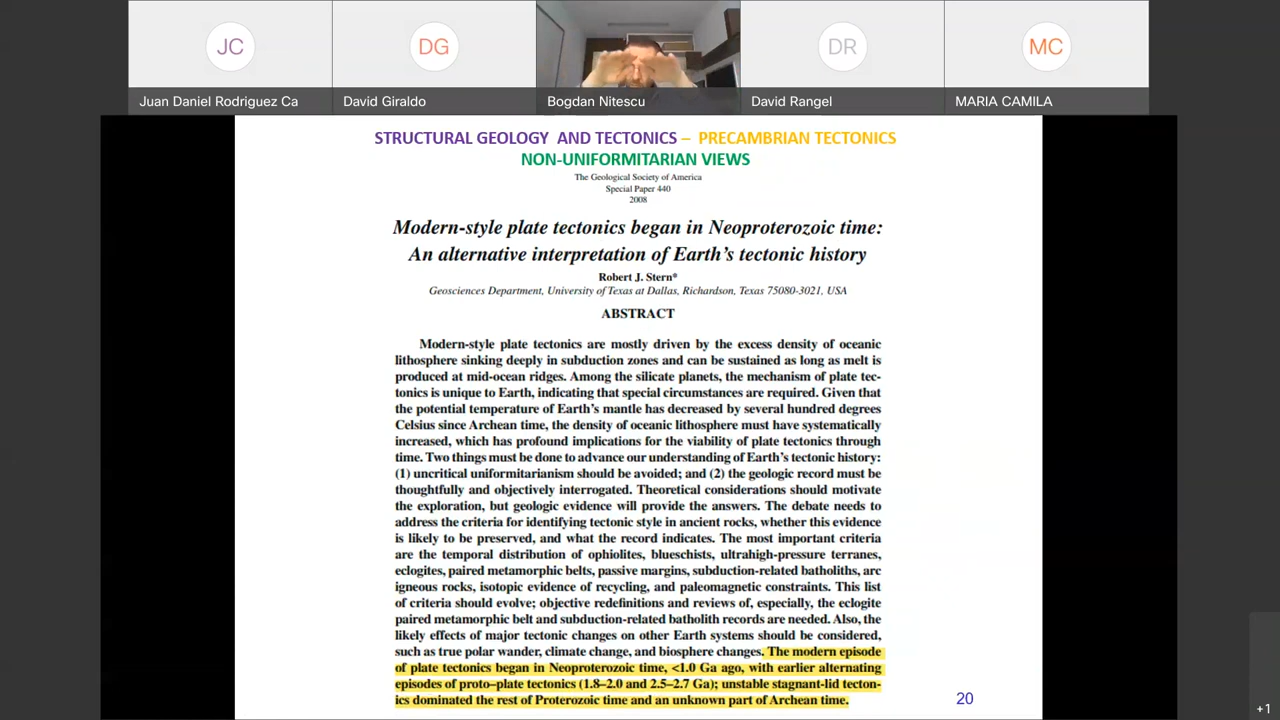 JC
DG
DR
MC
Juan Daniel Rodriguez Ca
David Giraldo
Bogdan Nitescu
David Rangel
MARIA CAMILA
STRUCTURAL GEOLOGY AND TECTONICS – PRECAMBRIAN TECTONICS
NON-UNIFORMITARIAN VIEWS
The Geological Society of America
Special Paper 440
2008
Modern-style plate tectonics began in Neoproterozoic time:
An alternative interpretation of Earth's tectonic history
Robert J. Stern*
Geosciences Department, University of Texas at Dallas, Richardson, Texas 75080-3021, USA
ABSTRACT
Modern-style plate tectonics are mostly driven by the excess density of oceanic
lithosphere sinking deeply in subduction zones and can be sustained as long as melt is
produced at mid-ocean ridges. Among the silicate planets, the mechanism of plate tec-
tonics is unique to Earth, indicating that special circumstances are required. Given that
the potential temperature of Earth's mantle has decreased by several hundred degrees
Celsius since Archean time, the density of oceanic lithosphere must have systematically
increased, which has profound implications for the viability of plate tectonics through
time. Two things must be done to advance our understanding of Earth's tectonic history:
(1) uncritical uniformitarianism should be avoided; and (2) the geologic record must be
thoughtfully and objectively interrogated. Theoretical considerations should motivate
the exploration, but geologic evidence will provide the answers. The debate needs to
address the criteria for identifying tectonic style in ancient rocks, whether this evidence
is likely to be preserved, and what the record indicates. The most important criteria
are the temporal distribution of ophiolites, blueschists, ultrahigh-pressure terranes,
eclogites, paired metamorphic belts, passive margins, subduction-related batholiths, arc
igneous rocks, isotopic evidence of recycling, and paleomagnetic constraints. This list
of criteria should evolve; objective redefinitions and reviews of, especially, the eclogite
paired metamorphic belt and subduction-related batholith records are needed. Also, the
likely effects of major tectonic changes on other Earth systems should be considered,
such as true polar wander, climate change, and biosphere changes. The modern episode
of plate tectonics began in Neoproterozoic time, <1.0 Ga ago, with earlier alternating
episodes of proto–plate tectonics (1.8–2.0 and 2.5–2.7 Ga); unstable stagnant-lid tecton-
ics dominated the rest of Proterozoic time and an unknown part of Archean time.
20
+1